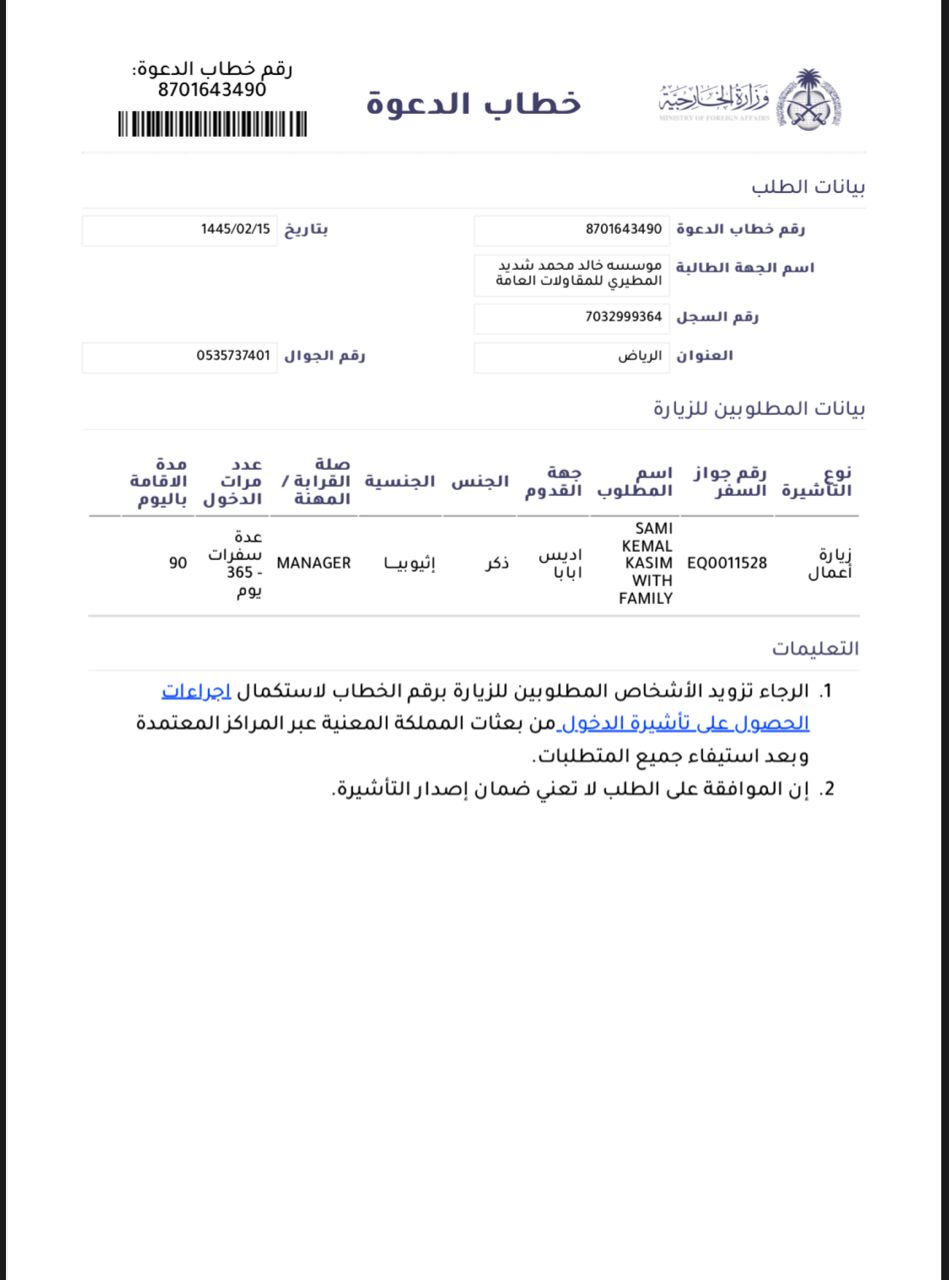 وزارة الخارجية
MINISTRY OF FOREIGN AFFAIRS
خطاب الدعوة
رقم خطاب الدعوة:
8701643490
بيانات الطلب
رقم خطاب الدعوة 8701643490 بتاريخ 1445/02/15
اسم الجهة الطالبة موسسه خالد محمد شديد
المطيري للمقاولات العامة
رقم السجل 7032999364
العنوان الرياض رقم الجوال 0535737401
بيانات المطلوبين للزيارة
نوع التأشيرة
رقم جواز السفر
اسم المطلوب
جهة القدوم
الجنس
الجنسية
صلة القرابة / المهنة
عدد مرات الدخول
مدة الاقامة باليوم
زيارة
أعمال
EQ0011528
SAMI
KEMAL
KASIM
WITH
FAMILY
اديس
ابابا
ذكر
إثيوبيـــا
MANAGER
عدة
سفرات
- 365
يوم
90
التعليمات
1. الرجاء تزويد الأشخاص المطلوبين للزيارة برقم الخطاب لاستكمال اجراءات
الحصول على تأشيرة الدخول من بعثات المملكة المعنية عبر المراكز المعتمدة
وبعد استيفاء جميع المتطلبات.
2. إن الموافقة على الطلب لا تعني ضمان إصدار التأشيرة.